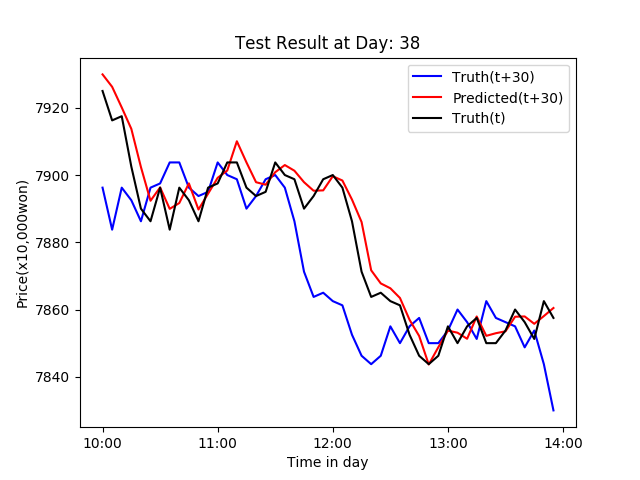 Test Result at Day: 38
Truth(t+30)
Predicted(t+30)
Truth(t)
Price(x10,000won)
7920
7900
7880
7860
7840
10:00 11:00 12:00 13:00 14:00
Time in day